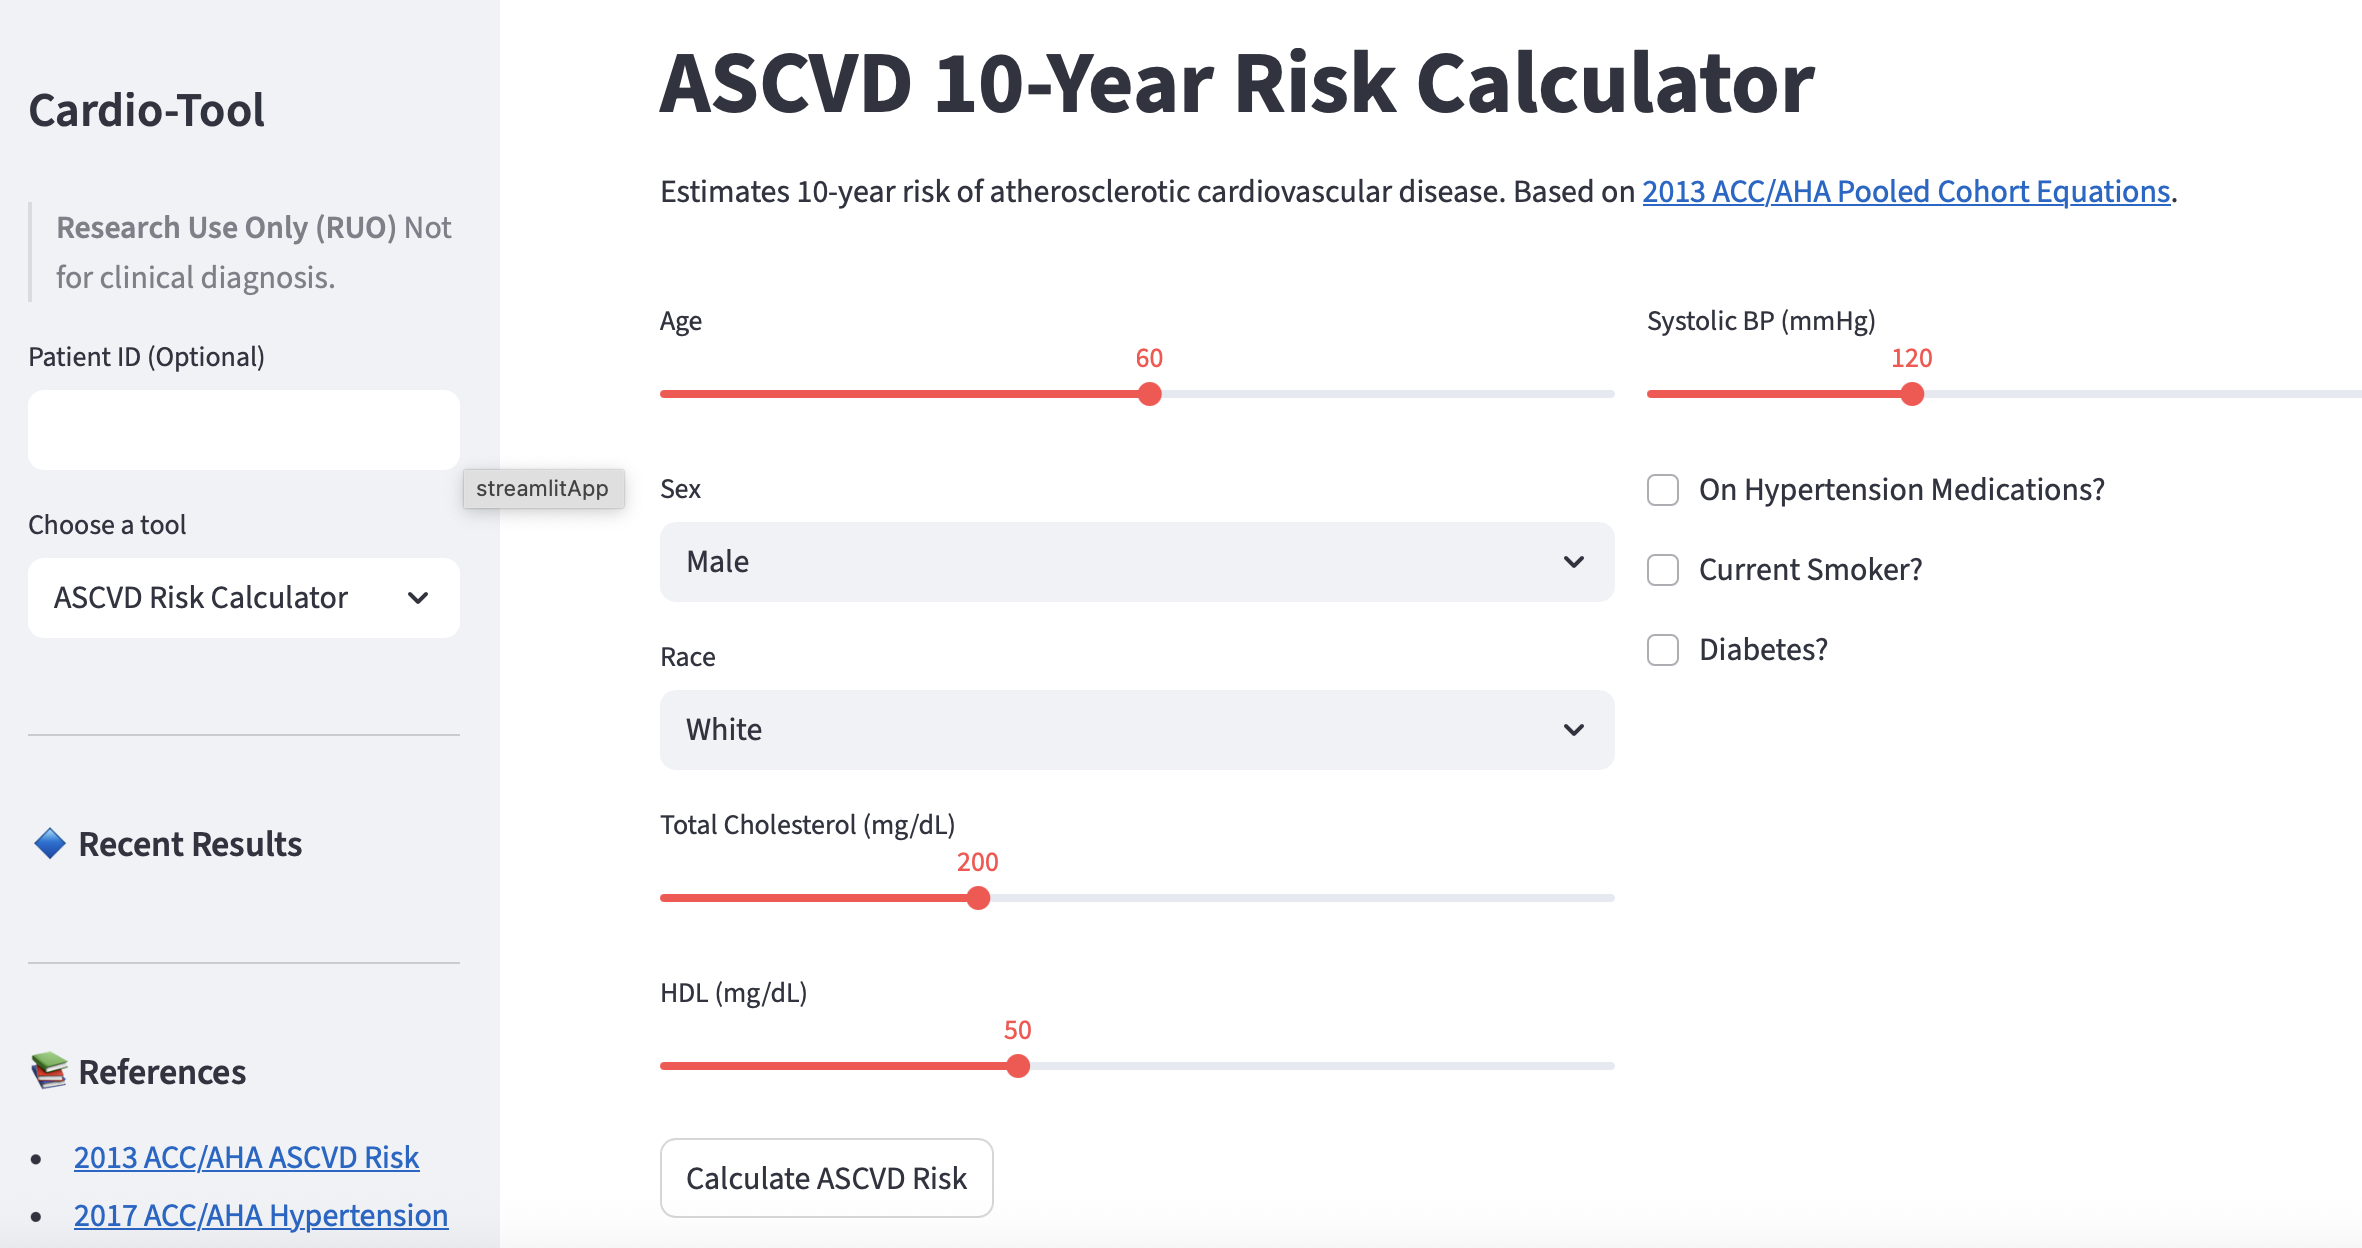 Cardio-Tool
Research Use Only (RUO) Not
for clinical diagnosis.
Patient ID (Optional)
streamlitApp
Choose a tool
ASCVD Risk Calculator
Recent Results
References
2013 ACC/AHA ASCVD Risk
2017 ACC/AHA Hypertension
ASCVD 10-Year Risk Calculator
Estimates 10-year risk of atherosclerotic cardiovascular disease. Based on 2013 ACC/AHA Pooled Cohort Equations.
Age
60
Sex
Male
Race
White
Total Cholesterol (mg/dL)
200
HDL (mg/dL)
50
Calculate ASCVD Risk
Systolic BP (mmHg)
120
On Hypertension Medications?
Current Smoker?
Diabetes?